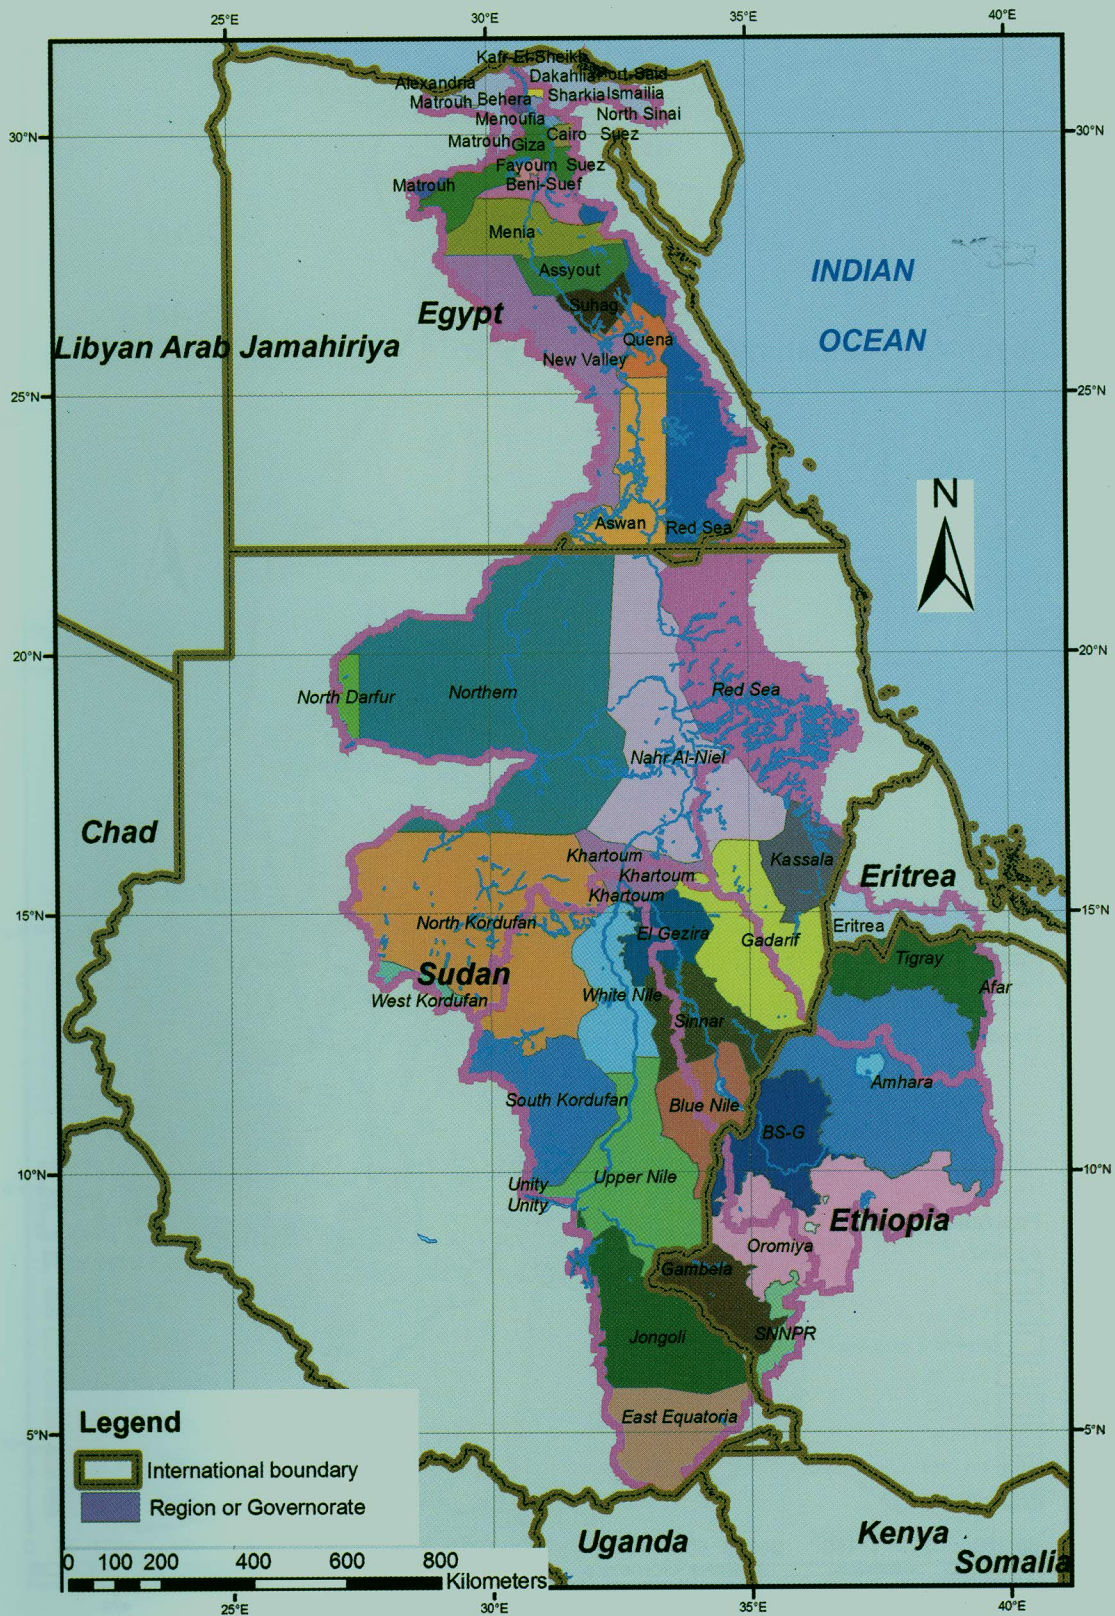 25°E 30°E 35°E 40°E
Kafr-El-Sheikh
Dakahlia Port-Said
Alexandria
Sharkia Ismailia
Matrouh Behera
North Sinai
Menoufia
30°N Cairo Suez 30°N
Matrouh Giza
Fayoum Suez
Matrouh Beni-Suef
Menia
Assyout
INDIAN
Suhag
Egypt
Quena
OCEAN
Libyan Arab Jamahiriya
New Valley
25°N 25°N
N
Aswan Red Sea
20°N 20°N
North Darfur Northern Red Sea
Nahr Al-Niel
Chad
Khartoum Kassala
Khartoum Eritrea
Khartoum
15°N 15°N
North Kordufan El Gezira Gadarif Eritrea
Tigray
Sudan
Afar
West Kordufan White Nile
Sinnar
Amhara
South Kordufan Blue Nile
BS-G
10°N 10°N
Unity Upper Nile
Unity
Ethiopia
Oromiya
Gambela
Jongoli SNNPR
East Equatoria
Legend
5°N 5°N
International boundary
Region or Governorate
Uganda Kenya
Somalia
0 100 200 400 600 800
Kilometers
25°E 30°E 35°E 40°E